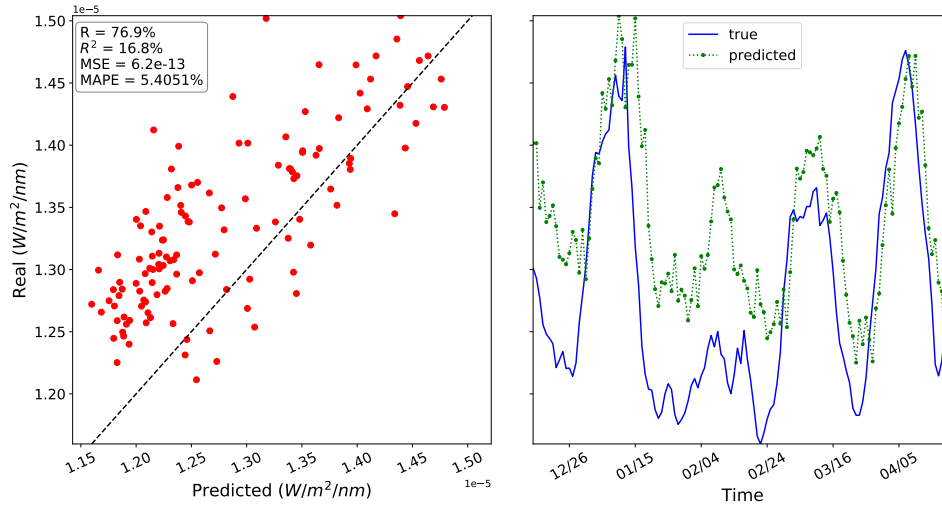 1e−5
R = 76.9%
R² = 16.8%
MSE = 6.2e-13
MAPE = 5.4051%
1.50
1.45
1.40
1.35
1.30
1.25
1.20
Real (W/m²/nm)
1.15 1.20 1.25 1.30 1.35 1.40 1.45 1.50
1e−5
Predicted (W/m²/nm)
true
predicted
12/26 01/15 02/04 02/24 03/16 04/05
Time